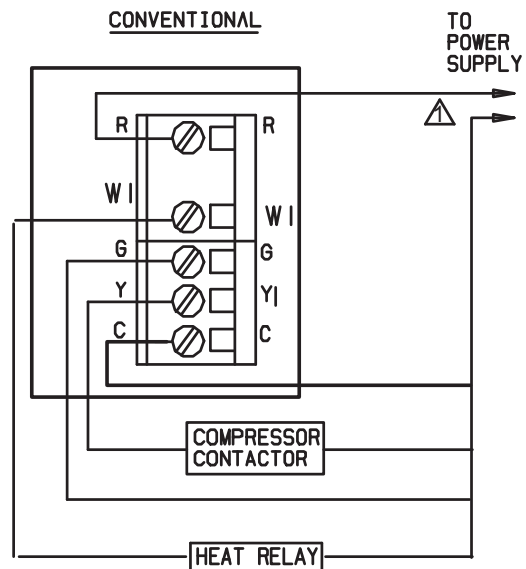 CONVENTIONAL
TO
POWER
SUPPLY
1
R R
W1 W1
G G
Y Y1
C C
COMPRESSOR
CONTACTOR
HEAT RELAY